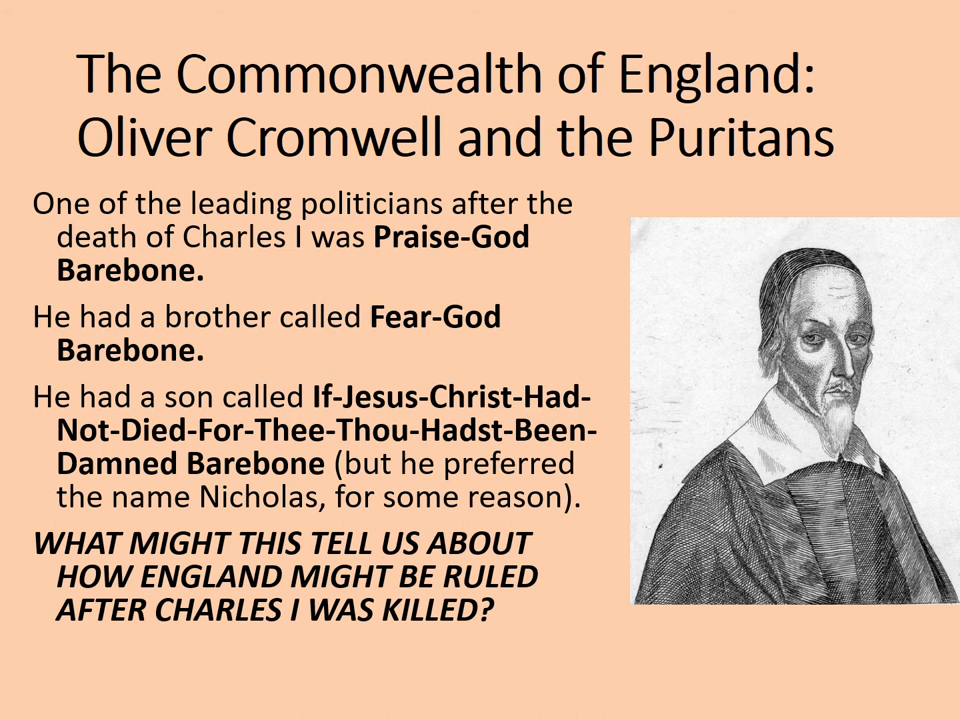 The Commonwealth of England:
Oliver Cromwell and the Puritans
One of the leading politicians after the
death of Charles I was Praise-God
Barebone.
He had a brother called Fear-God
Barebone.
He had a son called If-Jesus-Christ-Had-
Not-Died-For-Thee-Thou-Hadst-Been-
Damned Barebone (but he preferred
the name Nicholas, for some reason).
WHAT MIGHT THIS TELL US ABOUT
HOW ENGLAND MIGHT BE RULED
AFTER CHARLES I WAS KILLED?